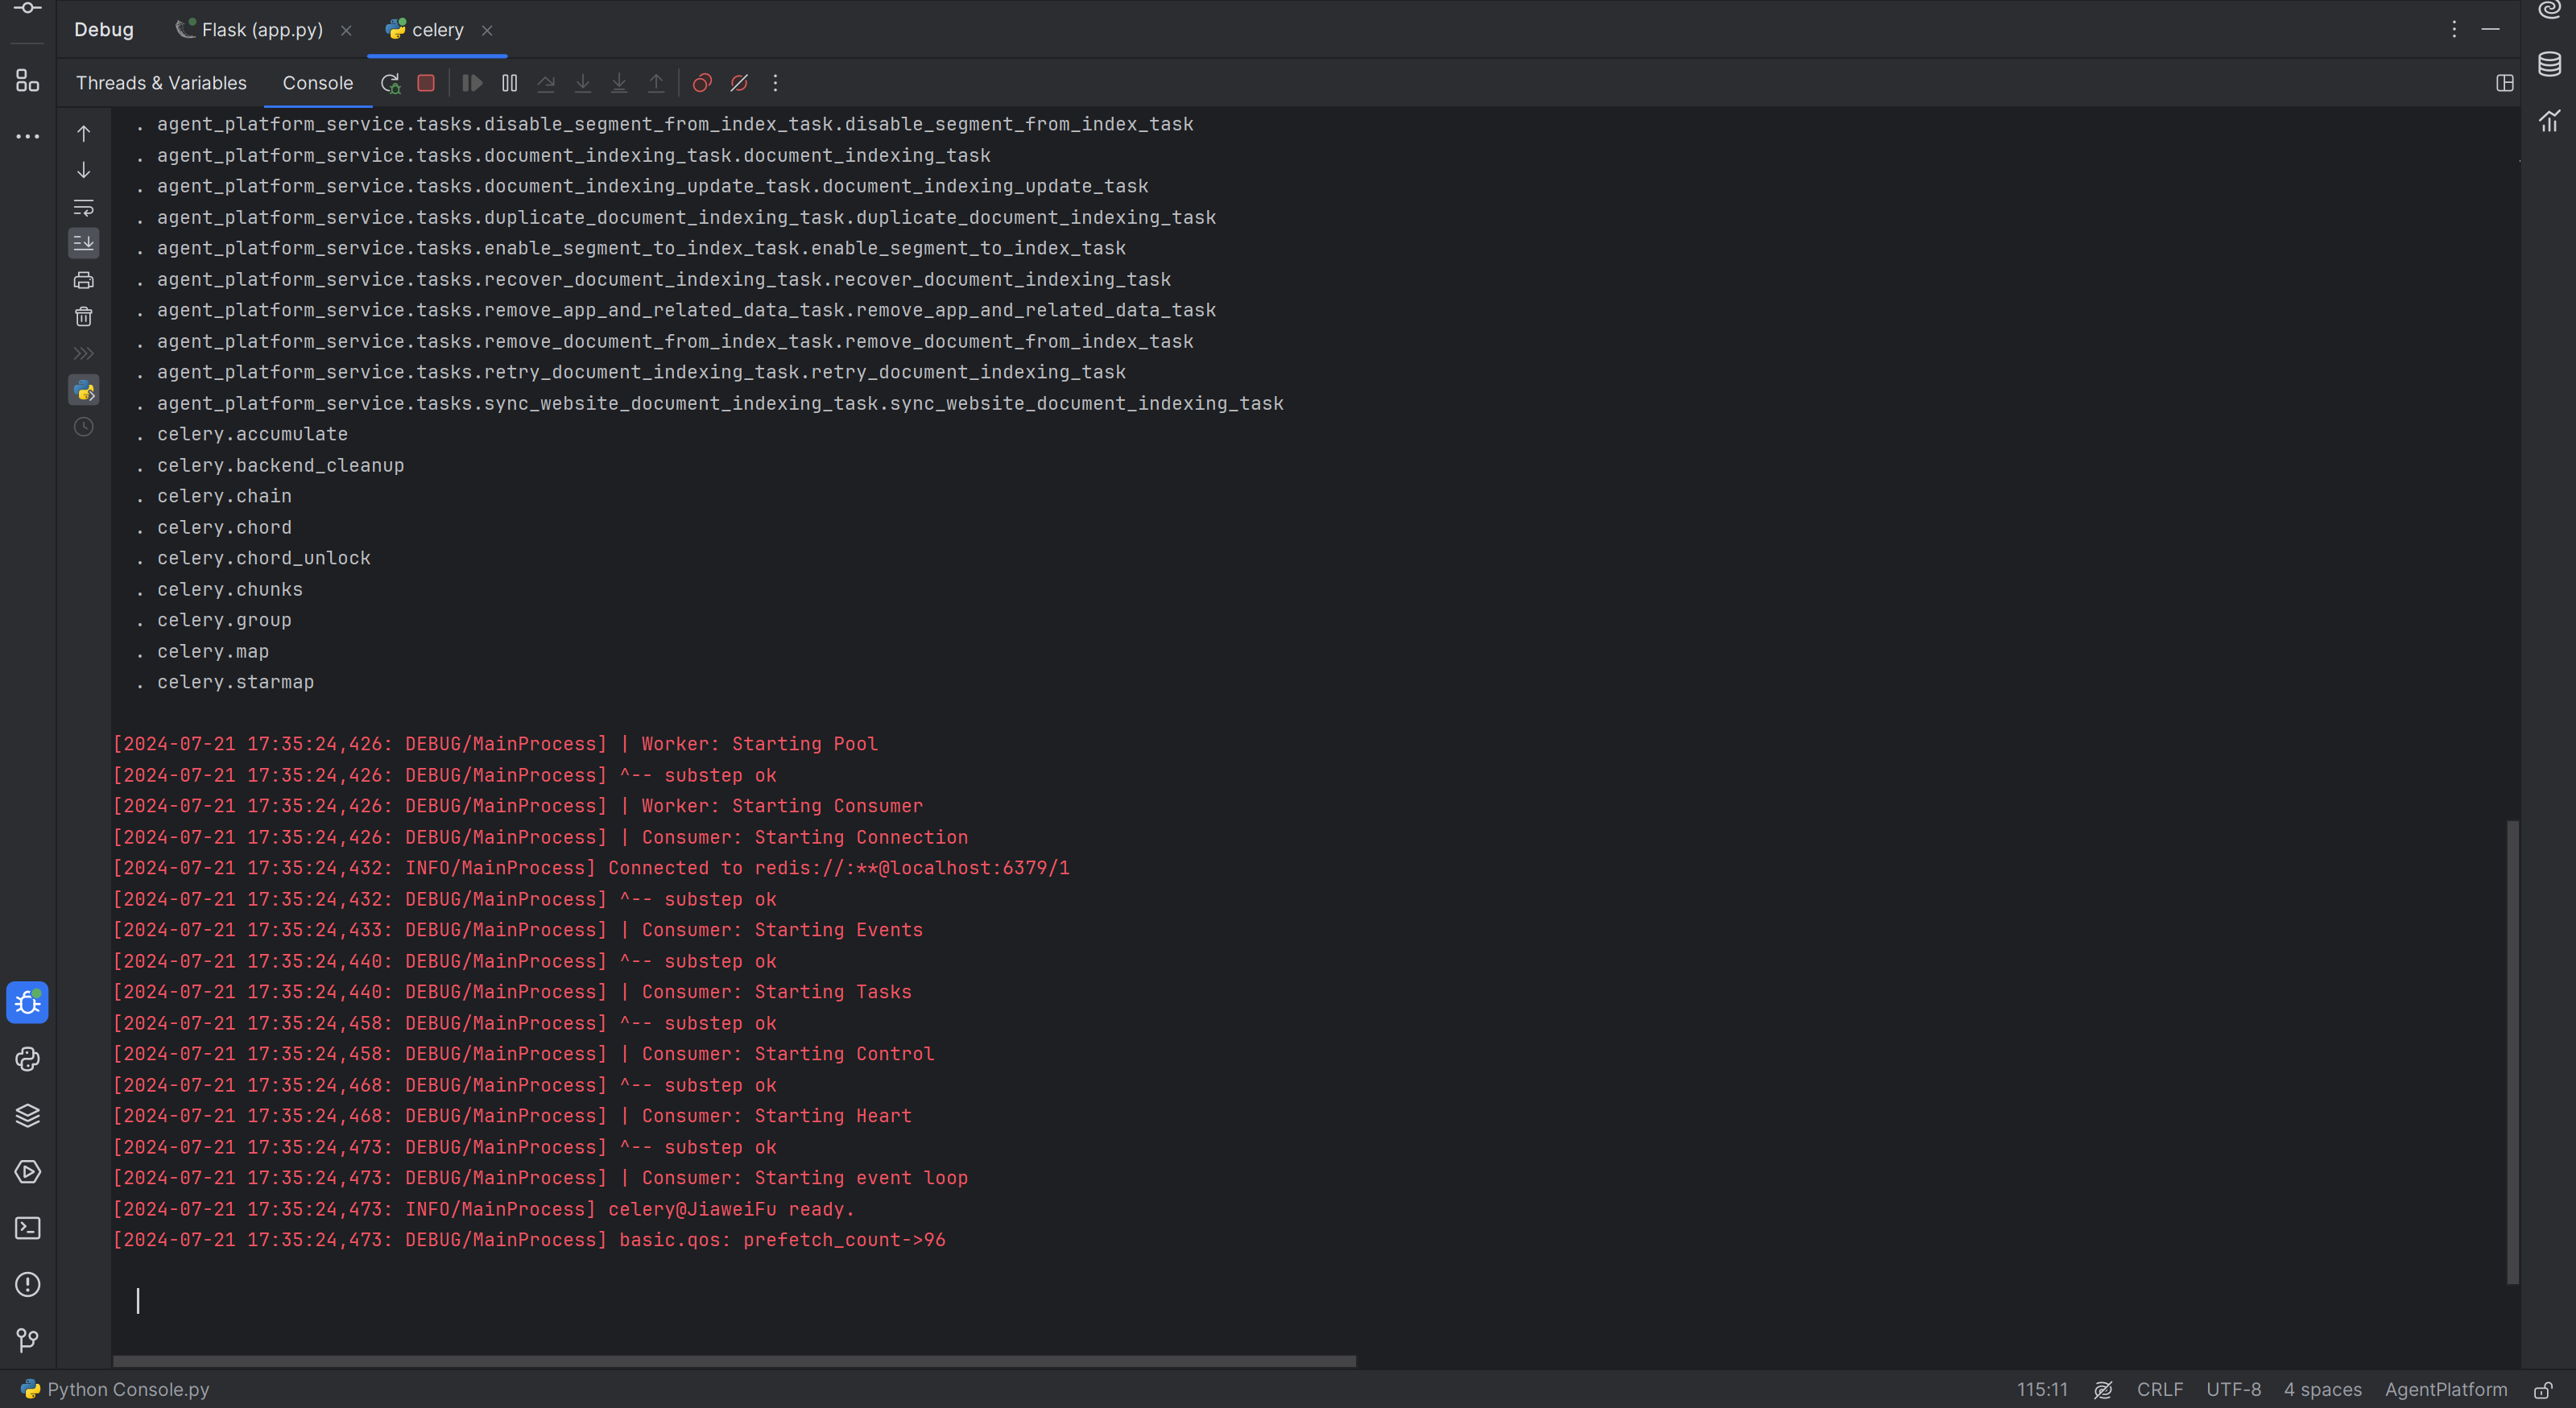 Debug Flask (app.py) celery
Threads & Variables Console
. agent_platform_service.tasks.disable_segment_from_index_task.disable_segment_from_index_task
. agent_platform_service.tasks.document_indexing_task.document_indexing_task
. agent_platform_service.tasks.document_indexing_update_task.document_indexing_update_task
. agent_platform_service.tasks.duplicate_document_indexing_task.duplicate_document_indexing_task
. agent_platform_service.tasks.enable_segment_to_index_task.enable_segment_to_index_task
. agent_platform_service.tasks.recover_document_indexing_task.recover_document_indexing_task
. agent_platform_service.tasks.remove_app_and_related_data_task.remove_app_and_related_data_task
. agent_platform_service.tasks.remove_document_from_index_task.remove_document_from_index_task
. agent_platform_service.tasks.retry_document_indexing_task.retry_document_indexing_task
. agent_platform_service.tasks.sync_website_document_indexing_task.sync_website_document_indexing_task
. celery.accumulate
. celery.backend_cleanup
. celery.chain
. celery.chord
. celery.chord_unlock
. celery.chunks
. celery.group
. celery.map
. celery.starmap
[2024-07-21 17:35:24,426: DEBUG/MainProcess] | Worker: Starting Pool
[2024-07-21 17:35:24,426: DEBUG/MainProcess] ^-- substep ok
[2024-07-21 17:35:24,426: DEBUG/MainProcess] | Worker: Starting Consumer
[2024-07-21 17:35:24,426: DEBUG/MainProcess] | Consumer: Starting Connection
[2024-07-21 17:35:24,432: INFO/MainProcess] Connected to redis://:**@localhost:6379/1
[2024-07-21 17:35:24,432: DEBUG/MainProcess] ^-- substep ok
[2024-07-21 17:35:24,433: DEBUG/MainProcess] | Consumer: Starting Events
[2024-07-21 17:35:24,440: DEBUG/MainProcess] ^-- substep ok
[2024-07-21 17:35:24,440: DEBUG/MainProcess] | Consumer: Starting Tasks
[2024-07-21 17:35:24,458: DEBUG/MainProcess] ^-- substep ok
[2024-07-21 17:35:24,458: DEBUG/MainProcess] | Consumer: Starting Control
[2024-07-21 17:35:24,468: DEBUG/MainProcess] ^-- substep ok
[2024-07-21 17:35:24,468: DEBUG/MainProcess] | Consumer: Starting Heart
[2024-07-21 17:35:24,473: DEBUG/MainProcess] ^-- substep ok
[2024-07-21 17:35:24,473: DEBUG/MainProcess] | Consumer: Starting event loop
[2024-07-21 17:35:24,473: INFO/MainProcess] celery@JiaweiFu ready.
[2024-07-21 17:35:24,473: DEBUG/MainProcess] basic.qos: prefetch_count->96
Python Console.py 115:11 CRLF UTF-8 4 spaces AgentPlatform